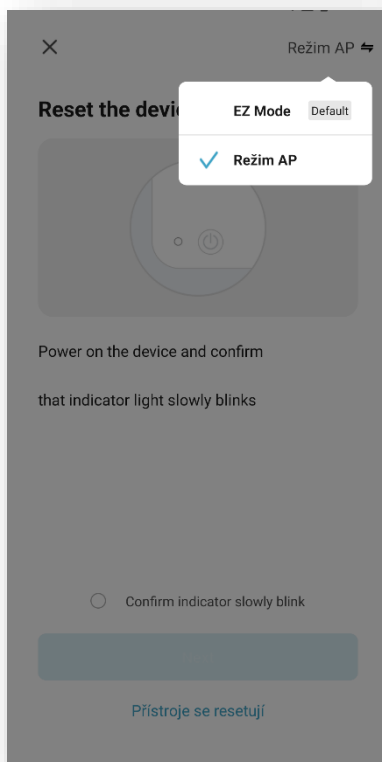 Režim AP
Reset the devi
EZ Mode Default
Režim AP
Power on the device and confirm
that indicator light slowly blinks
Confirm indicator slowly blink
Přístroje se resetují